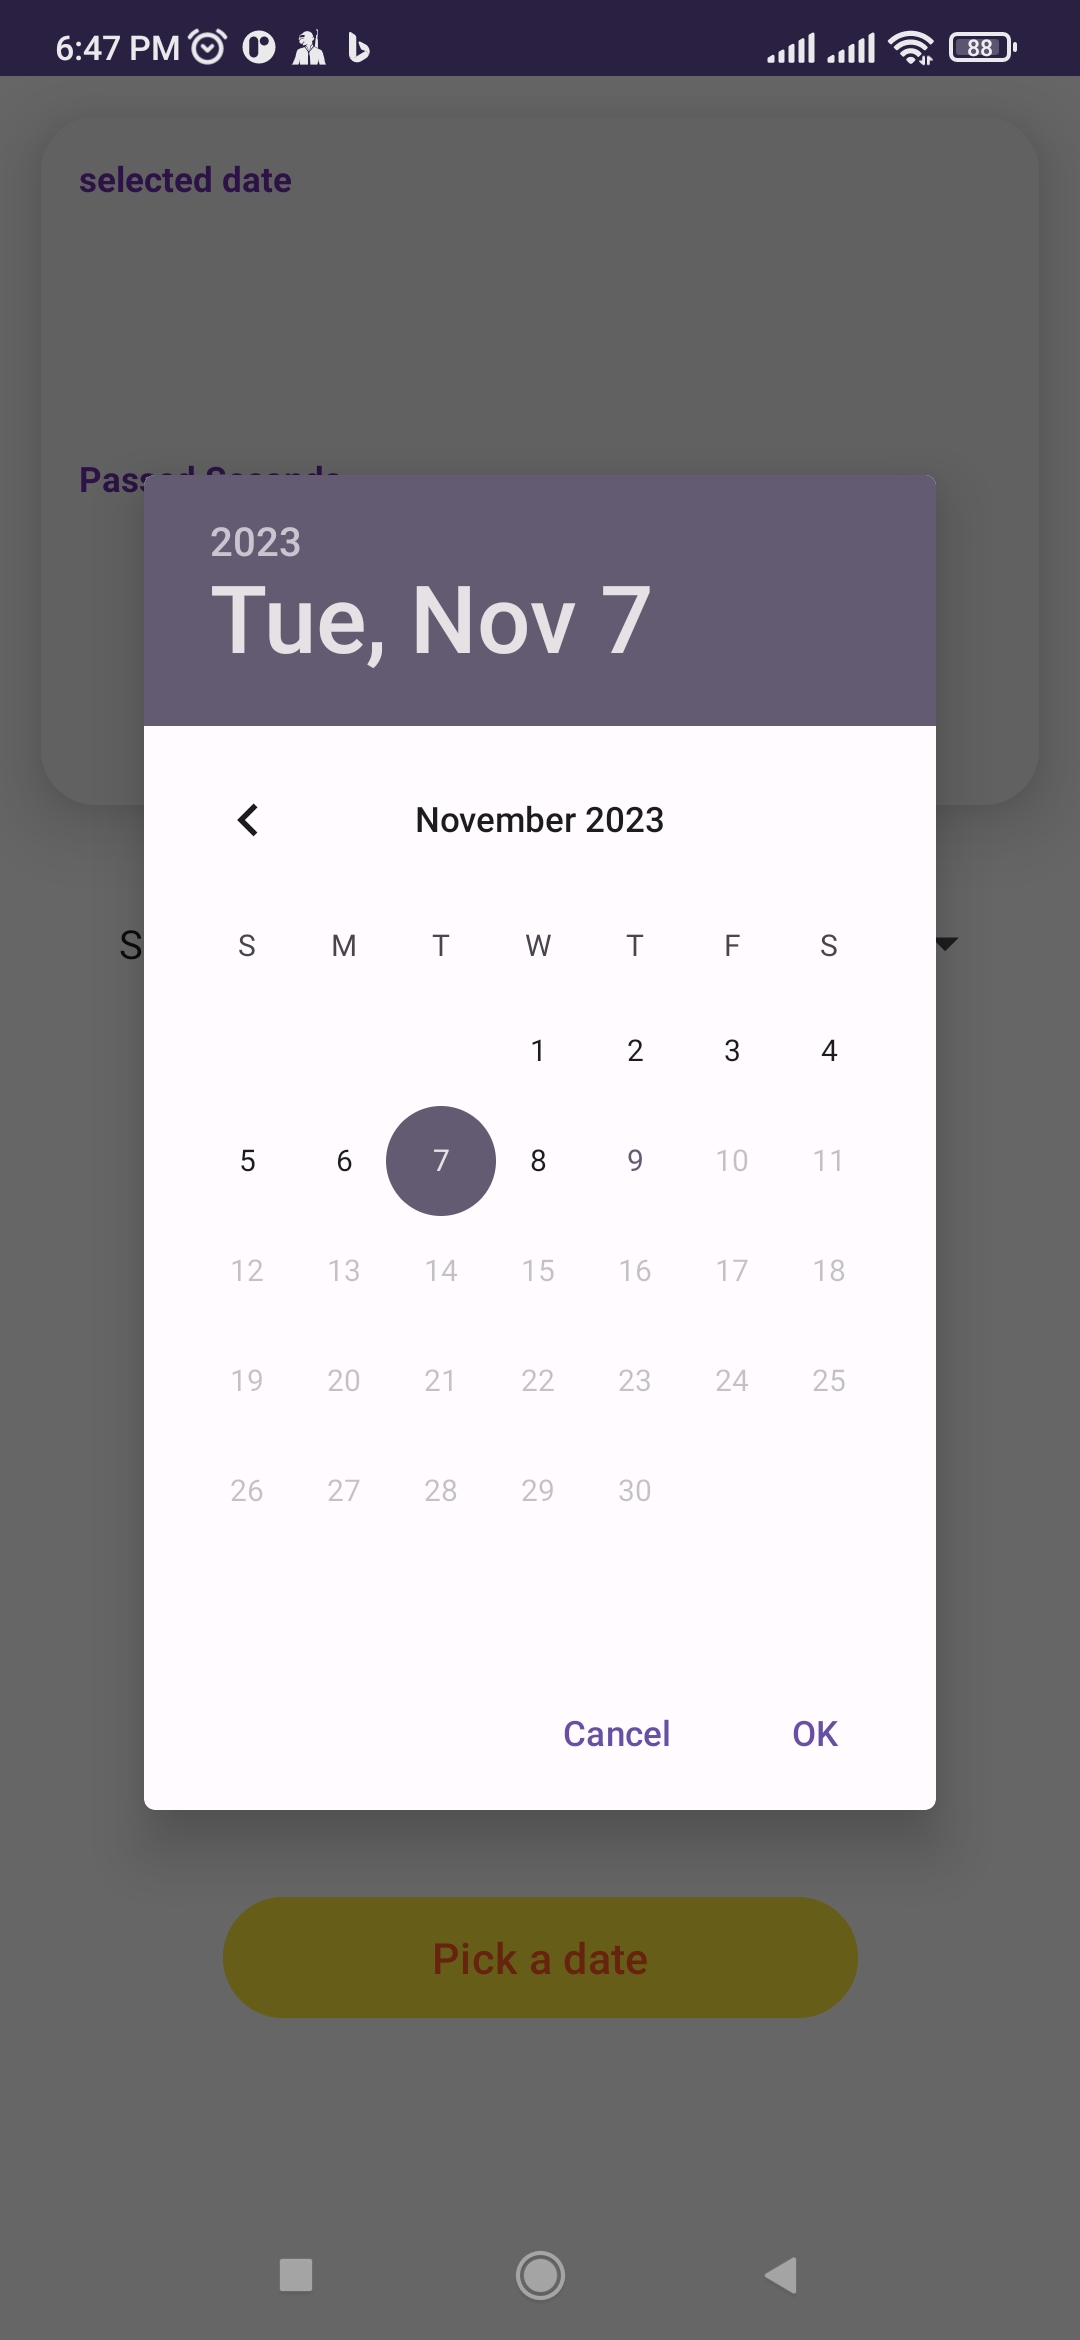 6:47 PM 88
selected date
Passed Seconds
2023
Tue, Nov 7
November 2023
S M T W T F S
1 2 3 4
5 6 7 8 9 10 11
12 13 14 15 16 17 18
19 20 21 22 23 24 25
26 27 28 29 30
Cancel OK
Pick a date